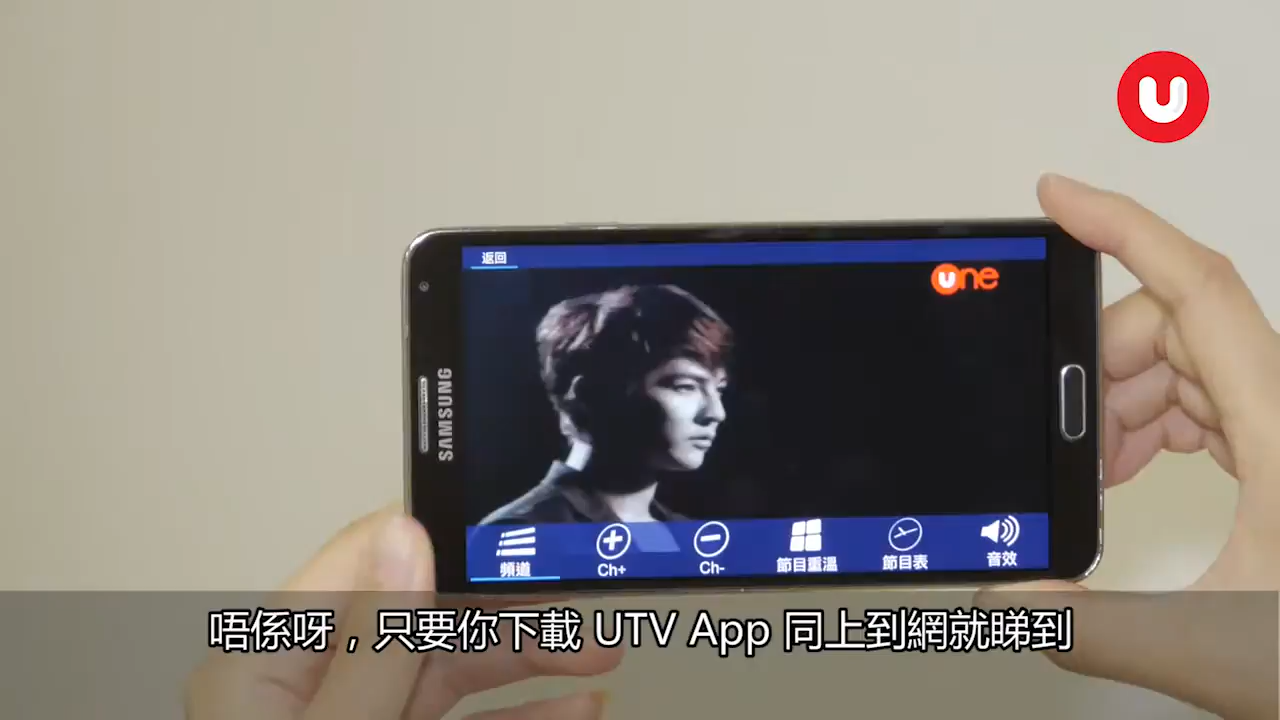 U
返回
une
SAMSUNG
頻道
Ch+
Ch-
節目重溫
節目表
音效
唔係呀，只要你下載 UTV App 同上到網就睇到